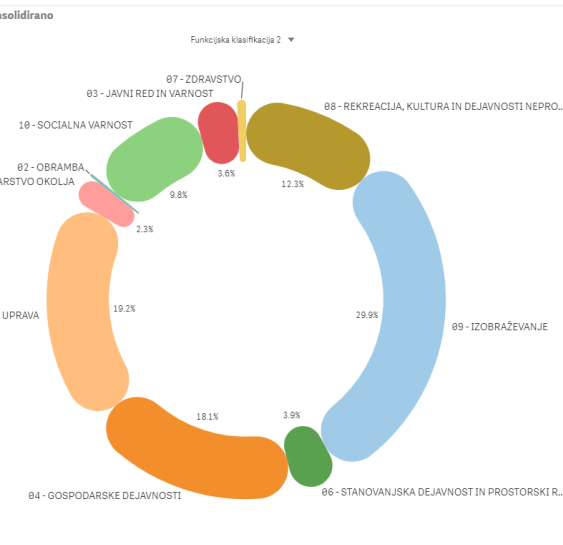 nsolidirano
Funkcijska klasifikacija 2
07 - ZDRAVSTVO
03 - JAVNI RED IN VARNOST
08 - REKREACIJA, KULTURA IN DEJAVNOSTI NEPRO..
10 - SOCIALNA VARNOST
02 - OBRAMBA
ARSTVO OKOLJA
3.6%
12.3%
9.8%
2.3%
19.2%
UPRAVA
29.9%
09 - IZOBRAŽEVANJE
18.1%
3.9%
04 - GOSPODARSKE DEJAVNOSTI
06 - STANOVANJSKA DEJAVNOST IN PROSTORSKI R..